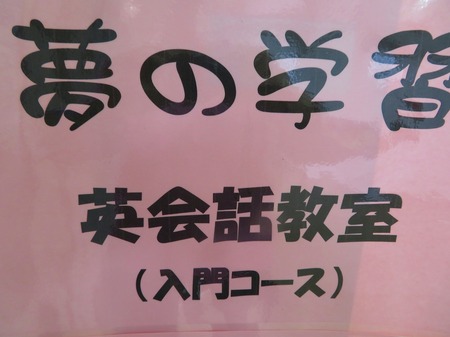 夢の学習
英会話教室
（入門コース）